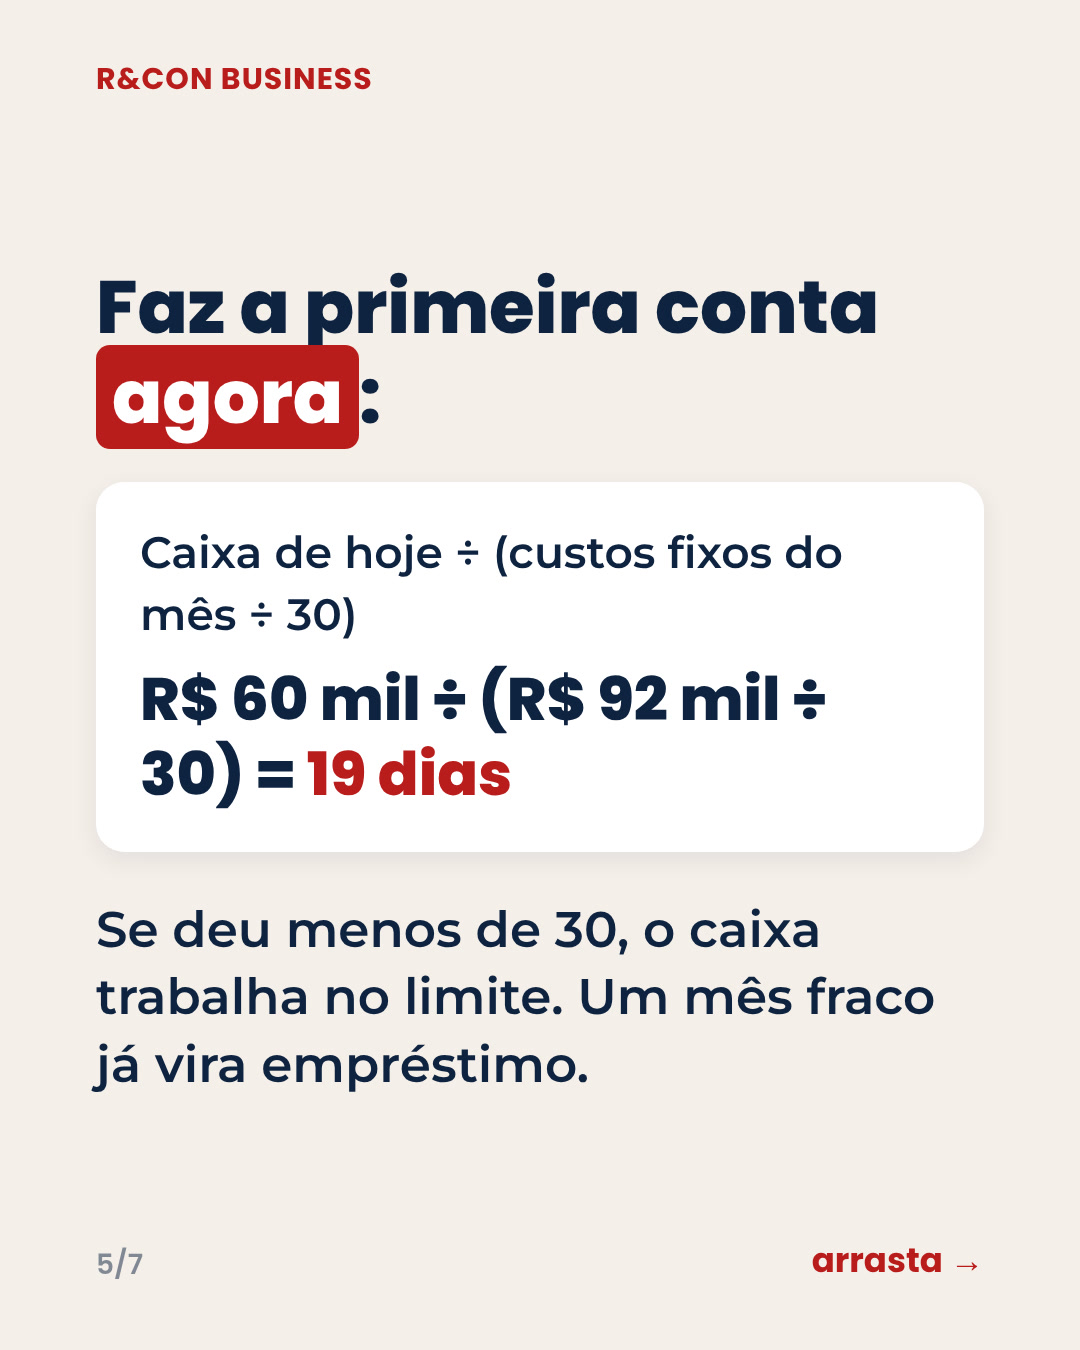 R&CON BUSINESS
Faz a primeira conta
agora:
Caixa de hoje ÷ (custos fixos do
mês ÷ 30)
R$ 60 mil ÷ (R$ 92 mil ÷
30) = 19 dias
Se deu menos de 30, o caixa
trabalha no limite. Um mês fraco
já vira empréstimo.
5/7
arrasta →